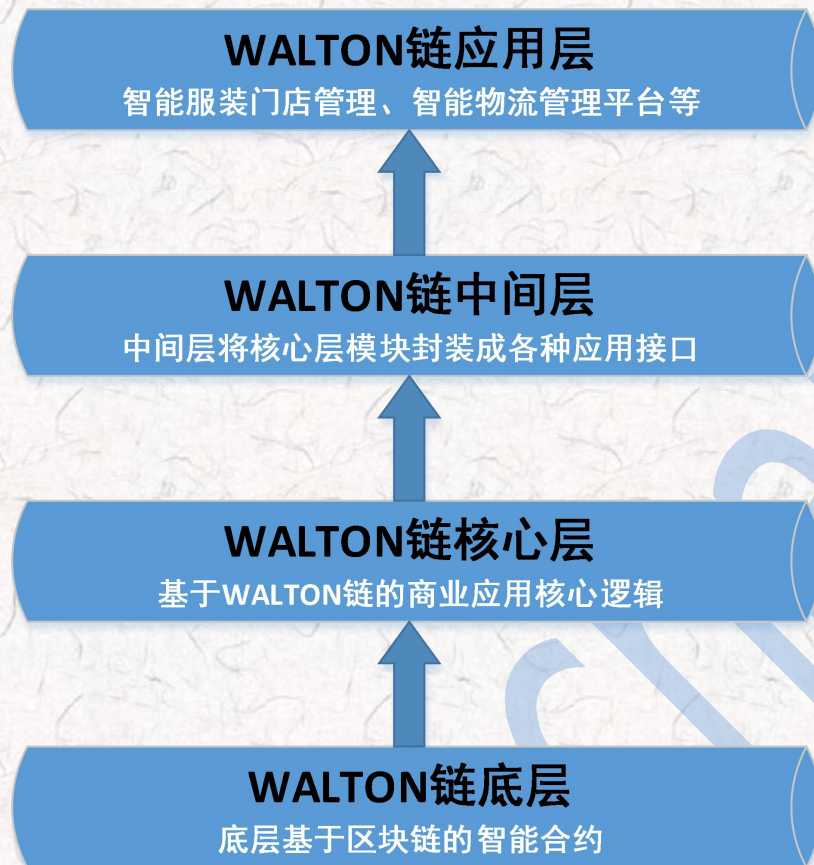 WALTON链应用层
智能服装门店管理、智能物流管理平台等
WALTON链中间层
中间层将核心层模块封装成各种应用接口
WALTON链核心层
基于WALTON链的商业应用核心逻辑
WALTON链底层
底层基于区块链的智能合约